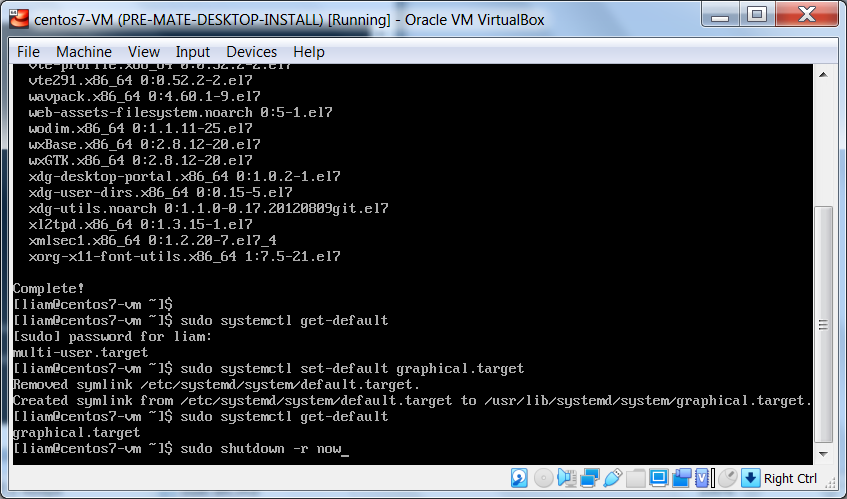 centos7-VM (PRE-MATE-DESKTOP-INSTALL) [Running] - Oracle VM VirtualBox
File Machine View Input Devices Help
vte-profile.x86_64 0:0.52.2-2.el7
vte291.x86_64 0:0.52.2-2.el7
wavpack.x86_64 0:4.60.1-9.el7
web-assets-filesystem.noarch 0:5-1.el7
wodim.x86_64 0:1.1.11-25.el7
wxBase.x86_64 0:2.8.12-20.el7
wxGTK.x86_64 0:2.8.12-20.el7
xdg-desktop-portal.x86_64 0:1.0.2-1.el7
xdg-user-dirs.x86_64 0:0.15-5.el7
xdg-utils.noarch 0:1.1.0-0.17.20120809git.el7
xl2tpd.x86_64 0:1.3.15-1.el7
xmlsec1.x86_64 0:1.2.20-7.el7_4
xorg-x11-font-utils.x86_64 1:7.5-21.el7
Complete!
[liam@centos7-vm ~]$
[liam@centos7-vm ~]$ sudo systemctl get-default
[sudo] password for liam:
multi-user.target
[liam@centos7-vm ~]$ sudo systemctl set-default graphical.target
Removed symlink /etc/systemd/system/default.target.
Created symlink from /etc/systemd/system/default.target to /usr/lib/systemd/system/graphical.target.
[liam@centos7-vm ~]$ sudo systemctl get-default
graphical.target
[liam@centos7-vm ~]$ sudo shutdown -r now_
Right Ctrl